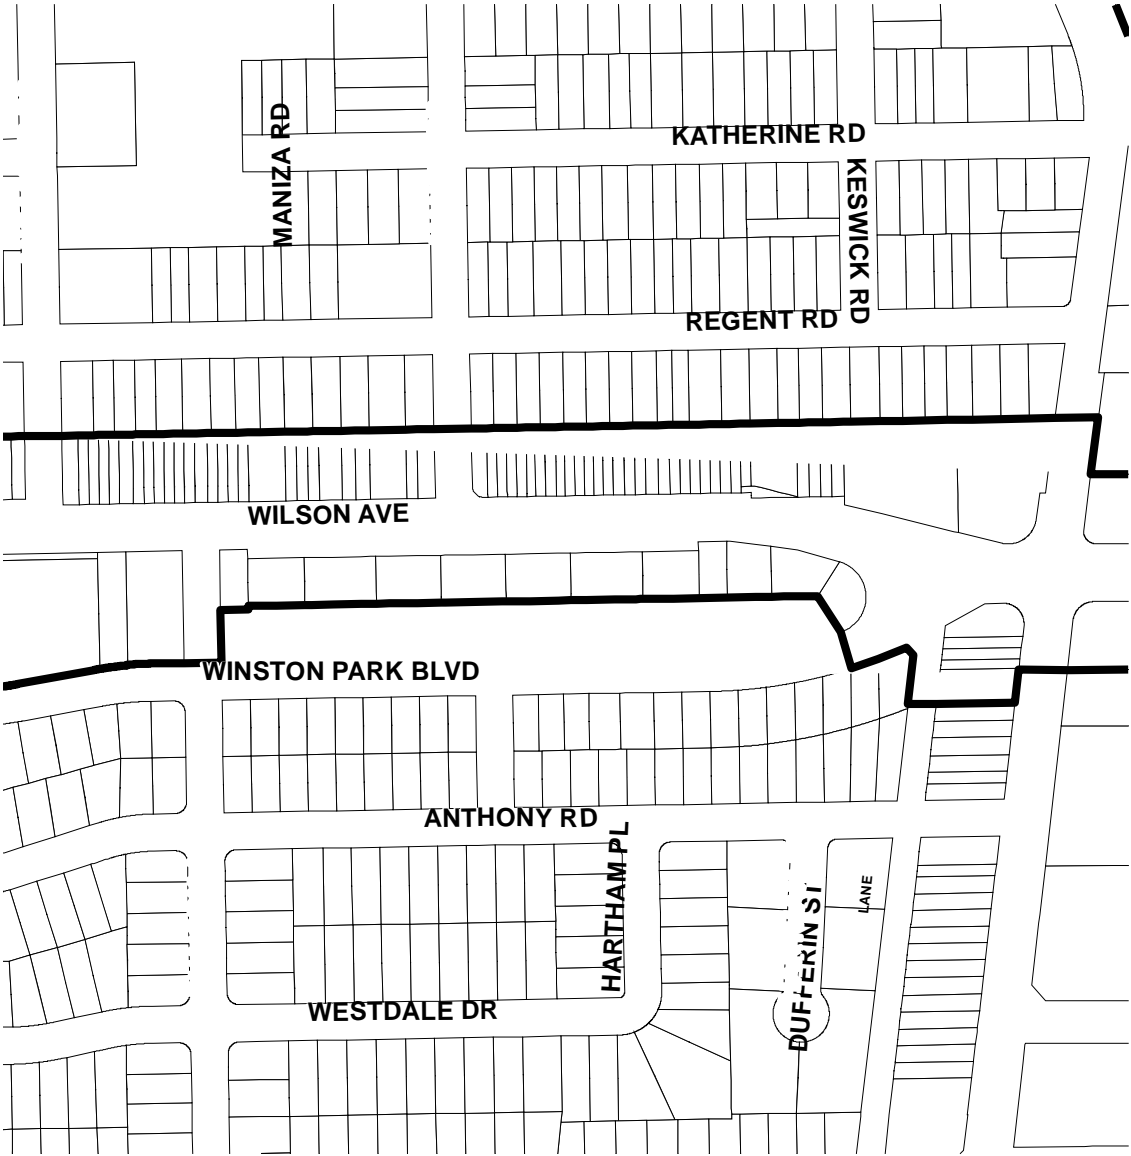 MANIZA RD
KATHERINE RD
KESWICK RD
REGENT RD
WILSON AVE
WINSTON PARK BLVD
ANTHONY RD
HARTHAM PL
LANE
DUFFERIN ST
WESTDALE DR